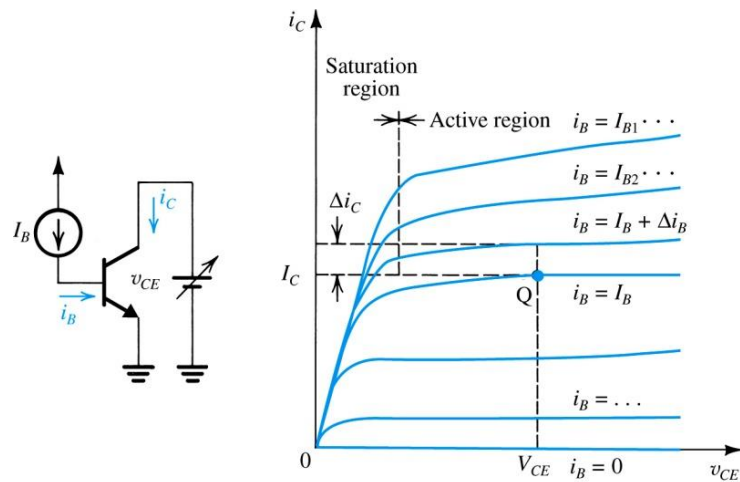 i_C
I_B
v_CE
i_B
i_C
Saturation
region
Active region
i_B = I_B1 · · ·
i_B = I_B2 · · ·
Δi_C
i_B = I_B + Δi_B
I_C
Q
i_B = I_B
i_B = . . .
0
V_CE
i_B = 0
v_CE